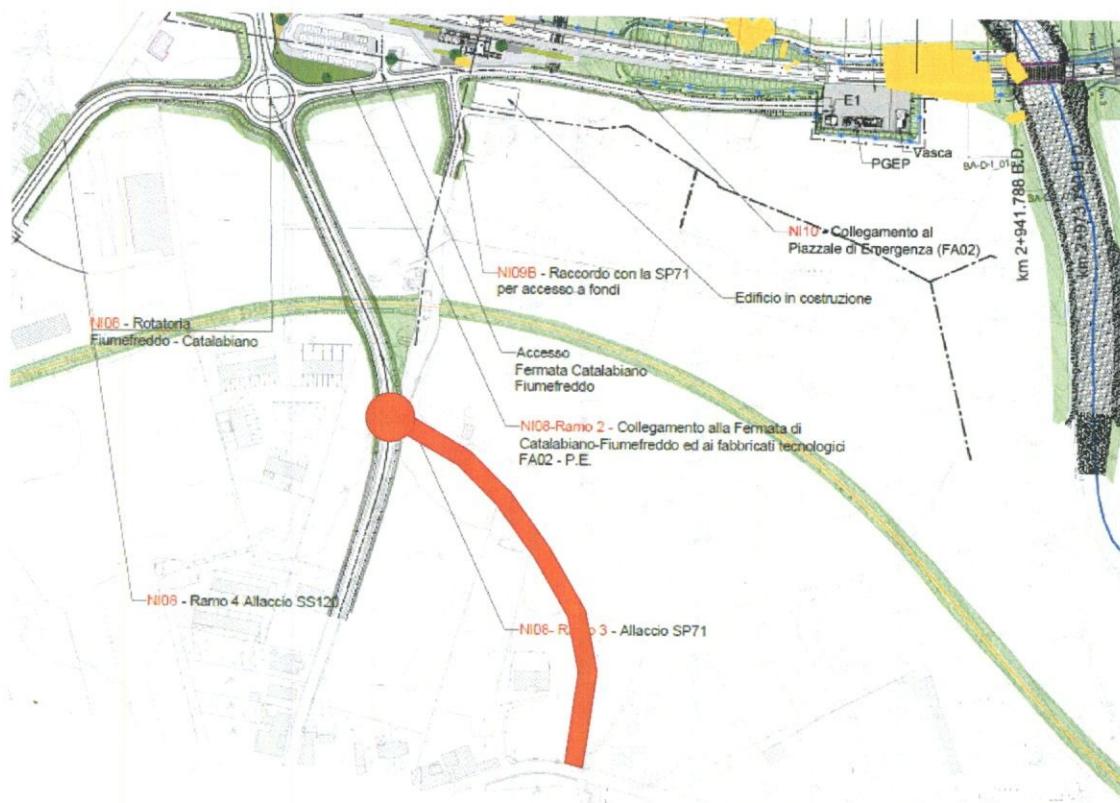 E1
Vasca
PGEP
BA-D-1_01
km 2+941.788 B.D.
NI10 - Collegamento al
Piazzale di Emergenza (FA02)
NI09B - Raccordo con la SP71
per accesso a fondi
Edificio in costruzione
NI06 - Rotatoria
Fiumefreddo - Catalabiano
Accesso
Fermata Catalabiano
Fiumefreddo
NI08-Ramo 2 - Collegamento alla Fermata di
Catalabiano-Fiumefreddo ed ai fabbricati tecnologici
FA02 - P.E.
NI08 - Ramo 4 Allaccio SS120
NI08- Ramo 3 - Allaccio SP71